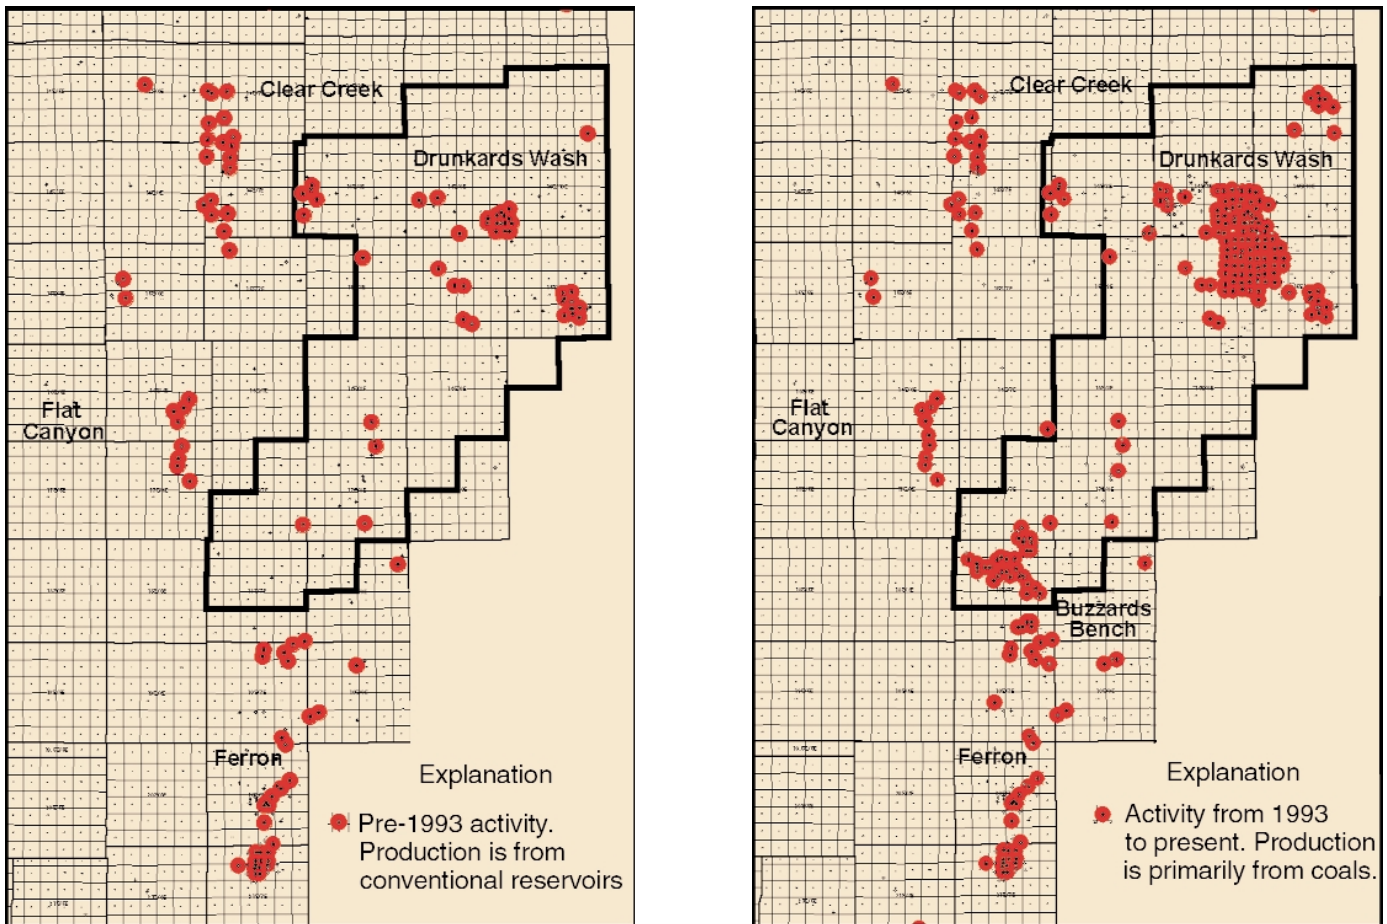 Clear Creek
Drunkards Wash
Flat
Canyon
Ferron
Explanation
Pre-1993 activity.
Production is from
conventional reservoirs
Clear Creek
Drunkards Wash
Flat
Canyon
Buzzards
Bench
Ferron
Explanation
Activity from 1993
to present. Production
is primarily from coals.